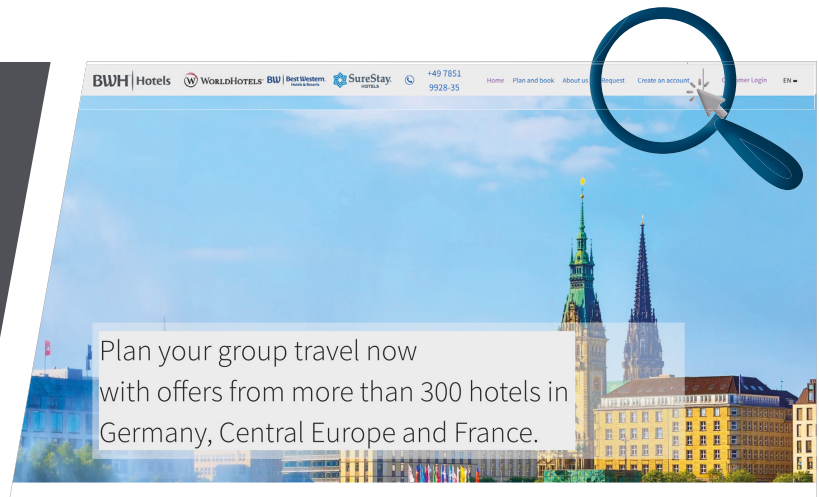 BWH Hotels
W WORLDHOTELS
BW Best Western
Hotels & Resorts
SureStay
HOTELS
+49 7851
9928-35
Home Plan and book About us Request Create an account Customer Login EN
Plan your group travel now
with offers from more than 300 hotels in
Germany, Central Europe and France.